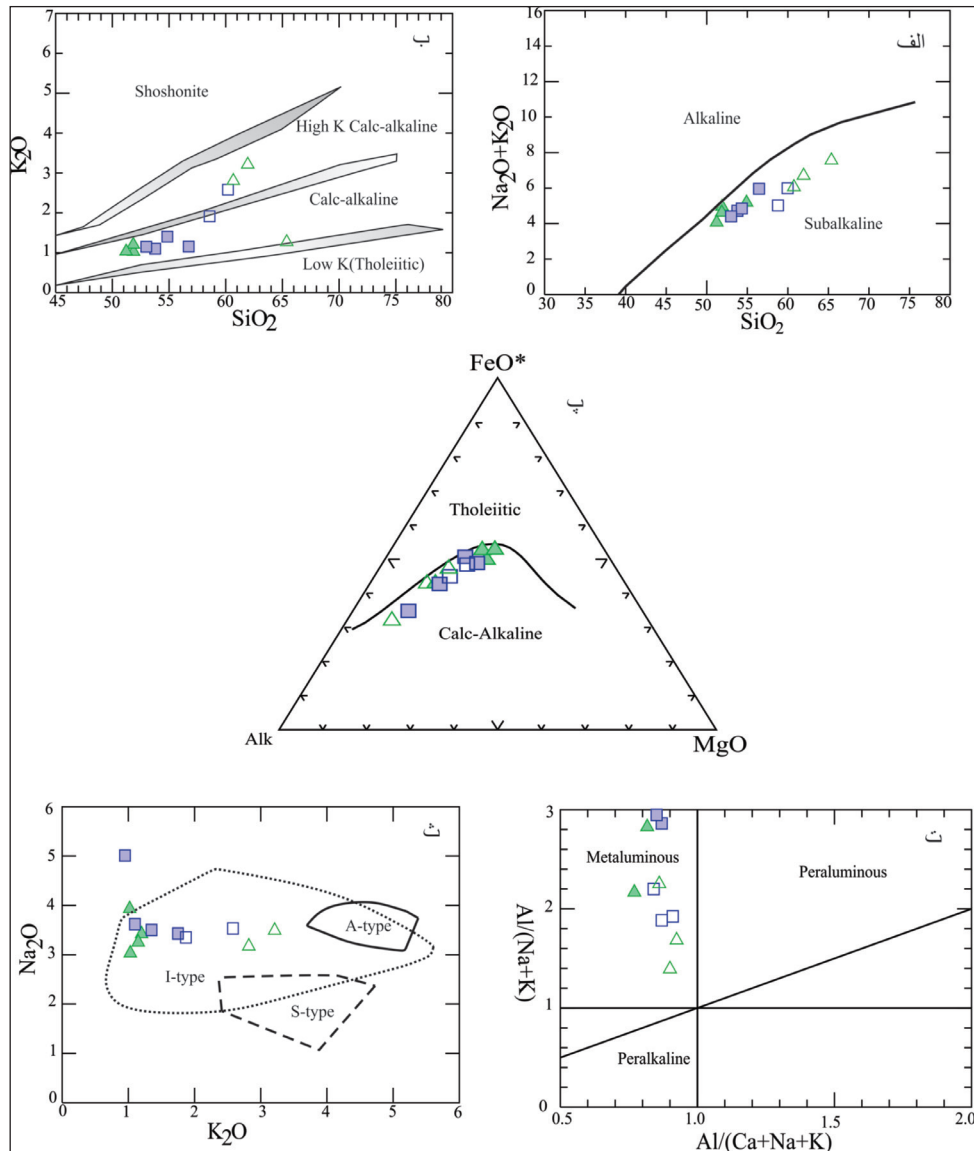 7
6
5
4
3
2
1
0
K2O
Shoshonite
High K Calc-alkaline
Calc-alkaline
Low K(Tholeiitic)
45 50 55 60 65 70 75 80
SiO2
الف
16
14
12
10
8
6
4
2
0
Na2O+K2O
Alkaline
Subalkaline
30 35 40 45 50 55 60 65 70 75 80
SiO2
FeO*
Tholeiitic
Calc-Alkaline
Alk
MgO
6
5
4
3
2
1
0
Na2O
A-type
I-type
S-type
0 1 2 3 4 5 6
K2O
3
2
1
0
Al/(Na+K)
Metaluminous
Peraluminous
Peralkaline
0.5 1.0 1.5 2.0
Al/(Ca+Na+K)